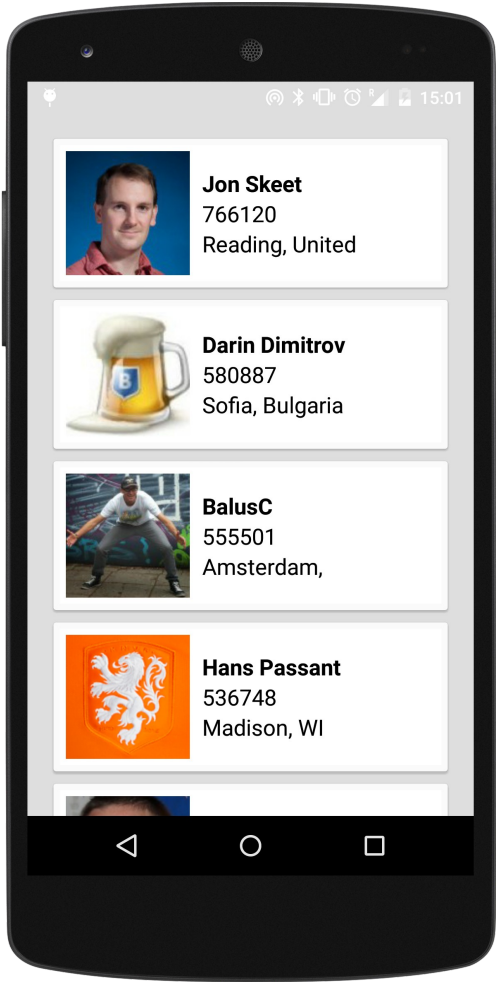 R
15:01
Jon Skeet
766120
Reading, United
Darin Dimitrov
580887
B
Sofia, Bulgaria
BalusC
555501
Amsterdam,
Hans Passant
536748
Madison, WI